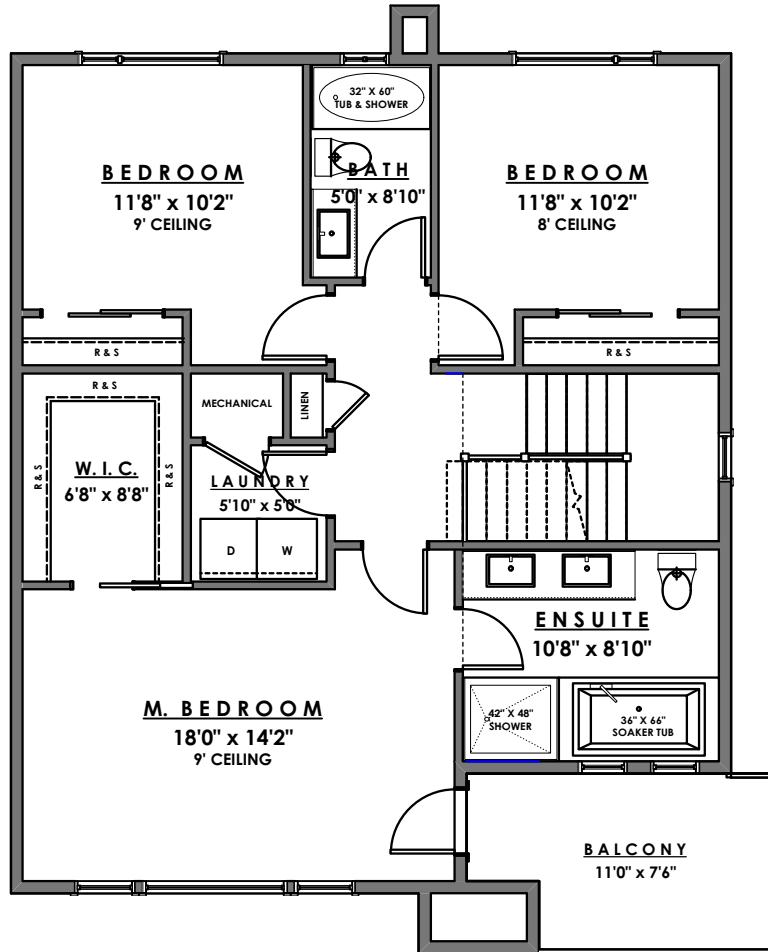 32" X 60"
TUB & SHOWER
BEDROOM
11'8" x 10'2"
9' CEILING
BATH
5'0" x 8'10"
BEDROOM
11'8" x 10'2"
8' CEILING
R & S
R & S
R & S
MECHANICAL
LINEN
R & S
W. I. C.
6'8" x 8'8"
R & S
LAUNDRY
5'10" x 5'0"
D
W
ENSUITE
10'8" x 8'10"
M. BEDROOM
18'0" x 14'2"
9' CEILING
42" X 48"
SHOWER
36" X 66"
SOAKER TUB
BALCONY
11'0" x 7'6"